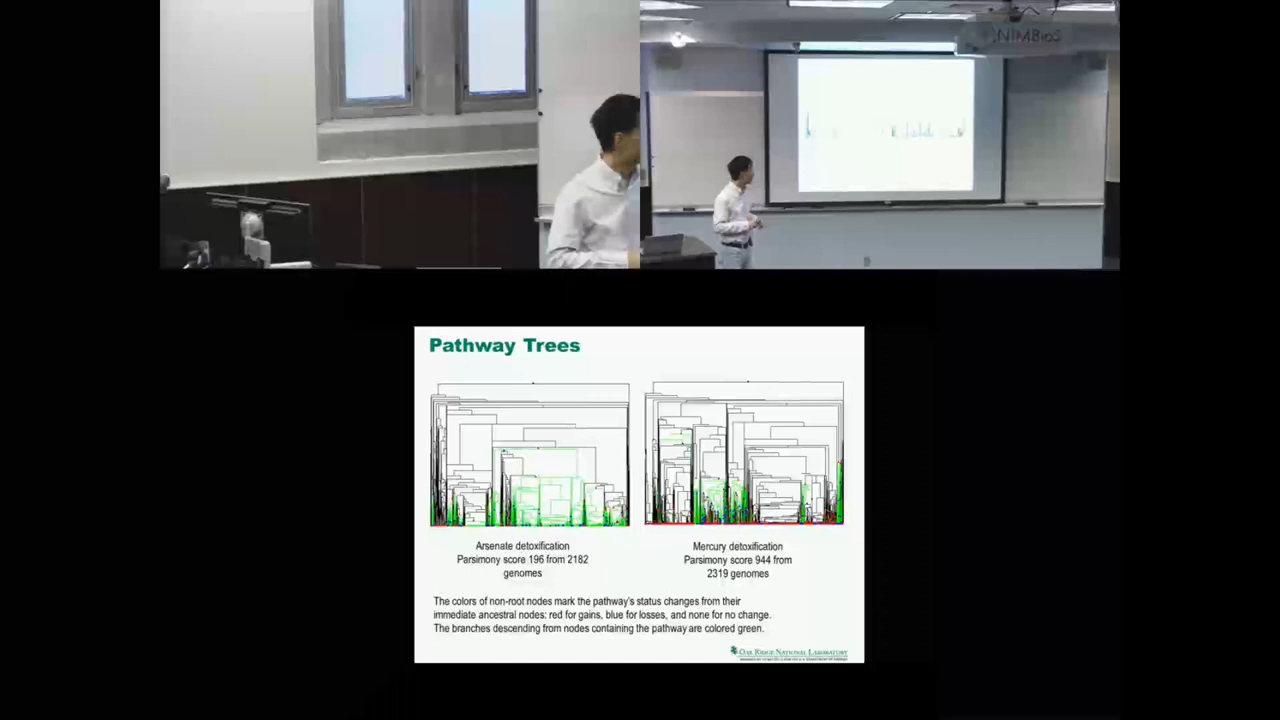 NIMBioS
Pathway Trees
Arsenate detoxification
Parsimony score 196 from 2182
genomes
Mercury detoxification
Parsimony score 944 from
2319 genomes
The colors of non-root nodes mark the pathway's status changes from their
immediate ancestral nodes: red for gains, blue for losses, and none for no change.
The branches descending from nodes containing the pathway are colored green.
OAK RIDGE NATIONAL LABORATORY